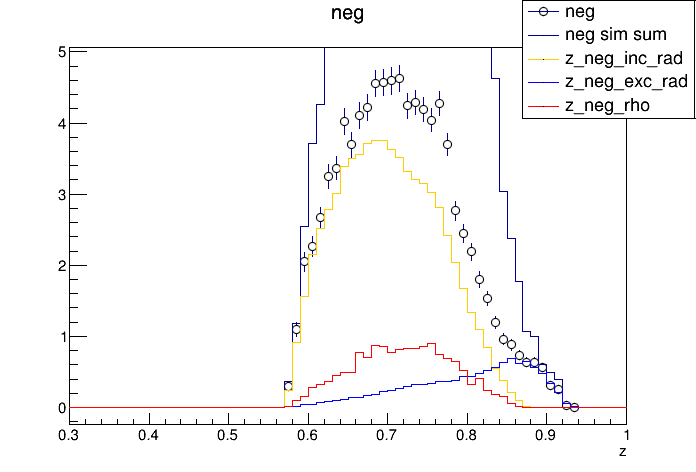 neg
neg
neg sim sum
z_neg_inc_rad
z_neg_exc_rad
z_neg_rho
5
4
3
2
1
0
0.3 0.4 0.5 0.6 0.7 0.8 0.9 1
z